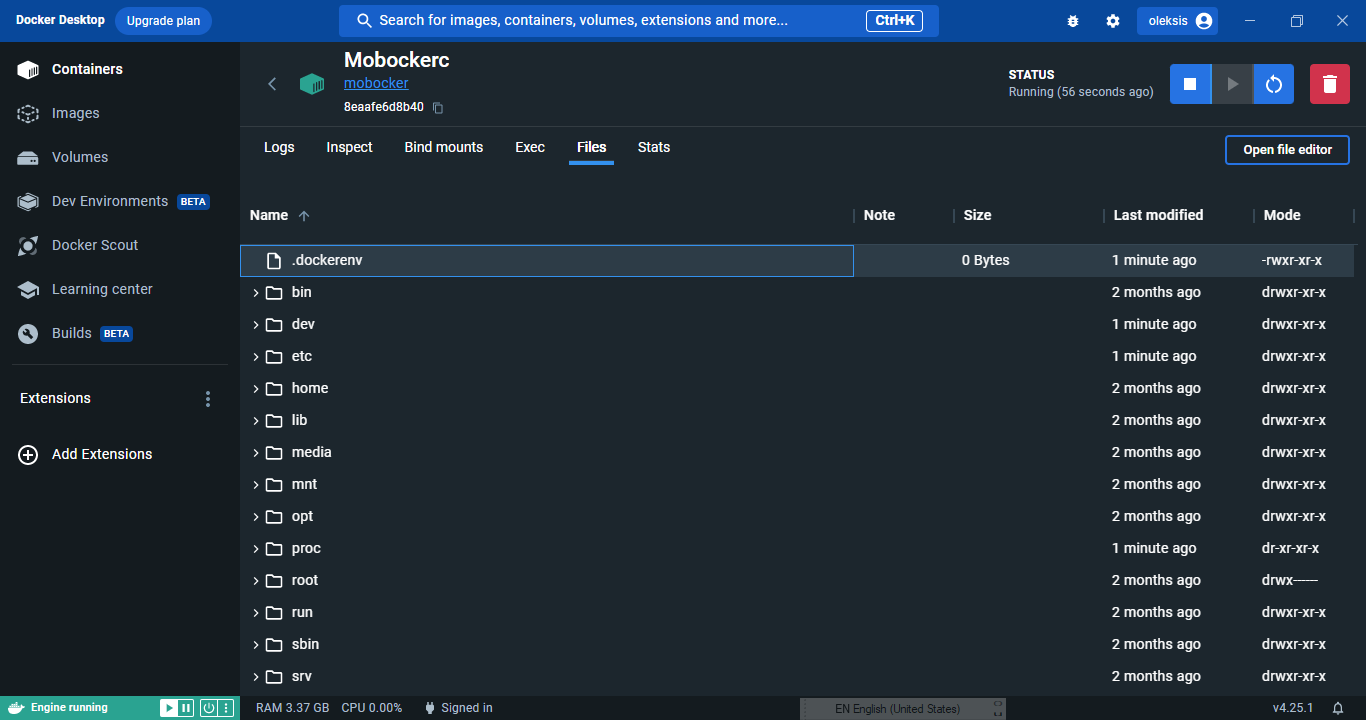 Docker Desktop Upgrade plan Search for images, containers, volumes, extensions and more... Ctrl+K oleksis
Containers
Images
Volumes
Dev Environments BETA
Docker Scout
Learning center
Builds BETA
Extensions
Add Extensions
Mobockerc
mobocker
8eaafe6d8b40
STATUS
Running (56 seconds ago)
Logs Inspect Bind mounts Exec Files Stats Open file editor
Name Note Size Last modified Mode
.dockerenv 0 Bytes 1 minute ago -rwxr-xr-x
bin 2 months ago drwxr-xr-x
dev 1 minute ago drwxr-xr-x
etc 1 minute ago drwxr-xr-x
home 2 months ago drwxr-xr-x
lib 2 months ago drwxr-xr-x
media 2 months ago drwxr-xr-x
mnt 2 months ago drwxr-xr-x
opt 2 months ago drwxr-xr-x
proc 1 minute ago dr-xr-xr-x
root 2 months ago drwx------
run 2 months ago drwxr-xr-x
sbin 2 months ago drwxr-xr-x
srv 2 months ago drwxr-xr-x
Engine running RAM 3.37 GB CPU 0.00% Signed in EN English (United States) v4.25.1